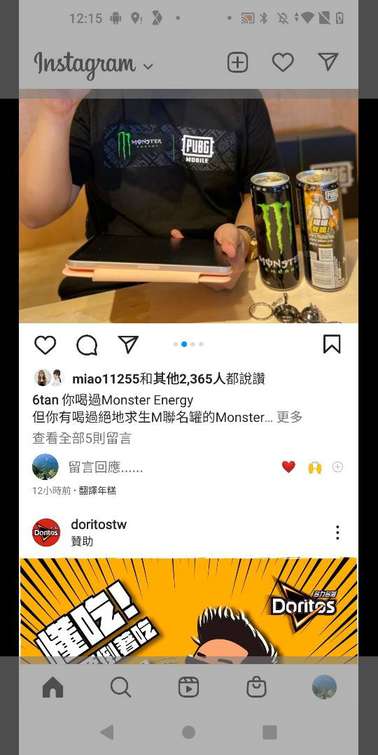 12:15
Instagram
MONSTER
ENERGY
PUBG
MOBILE
PUBG
MONSTER
miao11255和其他2,365人都說讚
6tan 你喝過Monster Energy
但你有喝過絕地求生M聯名罐的Monster... 更多
查看全部5則留言
留言回應......
12小時前·翻譯年糕
Doritos
doritostw
贊助
Doritos
懂吃!
著吃